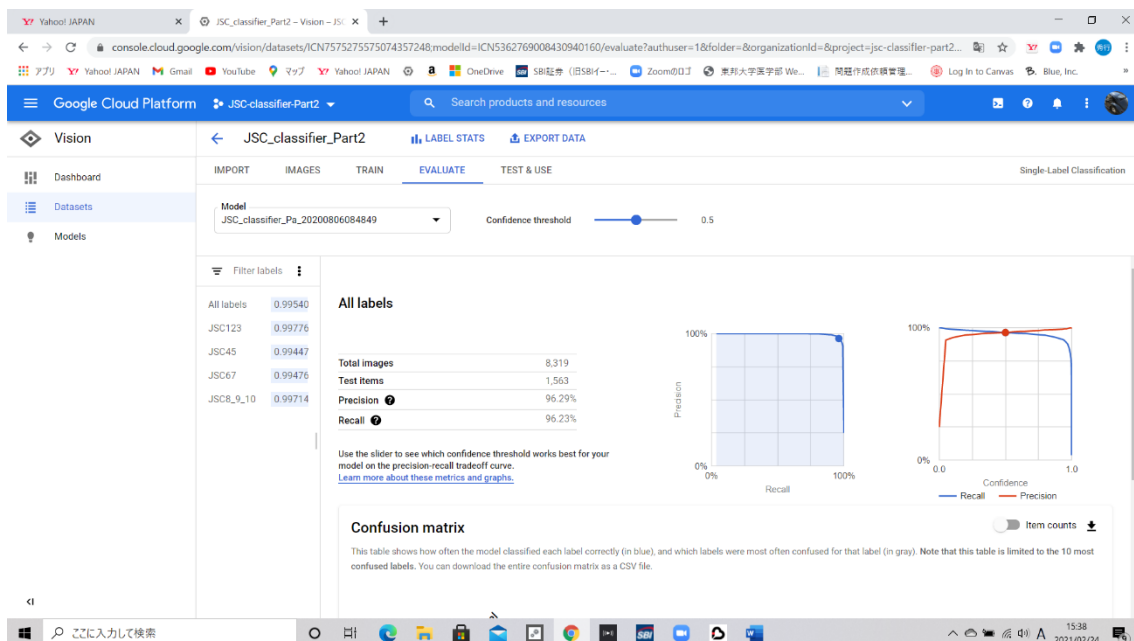 Yahoo! JAPAN
JSC_classifier_Part2 – Vision – JSC
console.cloud.google.com/vision/datasets/ICN7575275575074357248;modelId=ICN5362769008430940160/evaluate?authuser=1&folder=&organizationId=&project=jsc-classifier-part2...
アプリ Yahoo! JAPAN Gmail YouTube マップ Yahoo! JAPAN OneDrive SBI証券 (旧SBIイー・... Zoomのロゴ 東邦大学医学部 We... 問題作成依頼管理... Log In to Canvas Blue, Inc. »
Google Cloud Platform JSC-classifier-Part2 Search products and resources
Vision
JSC_classifier_Part2 LABEL STATS EXPORT DATA
IMPORT IMAGES TRAIN EVALUATE TEST & USE Single-Label Classification
Dashboard
Datasets
Models
Model
JSC_classifier_Pa_20200806084849
Confidence threshold 0.5
Filter labels
All labels 0.99540
JSC123 0.99776
JSC45 0.99447
JSC67 0.99476
JSC8_9_10 0.99714
All labels
Total images 8,319
Test items 1,563
Precision 96.29%
Recall 96.23%
Use the slider to see which confidence threshold works best for your
model on the precision-recall tradeoff curve.
Learn more about these metrics and graphs.
100%
Precision
0%
0% 100%
Recall
100%
0%
0.0 1.0
Confidence
Recall Precision
Confusion matrix
Item counts
This table shows how often the model classified each label correctly (in blue), and which labels were most often confused for that label (in gray). Note that this table is limited to the 10 most
confused labels. You can download the entire confusion matrix as a CSV file.
ここに入力して検索
SBI
A
15:38
2021/02/24